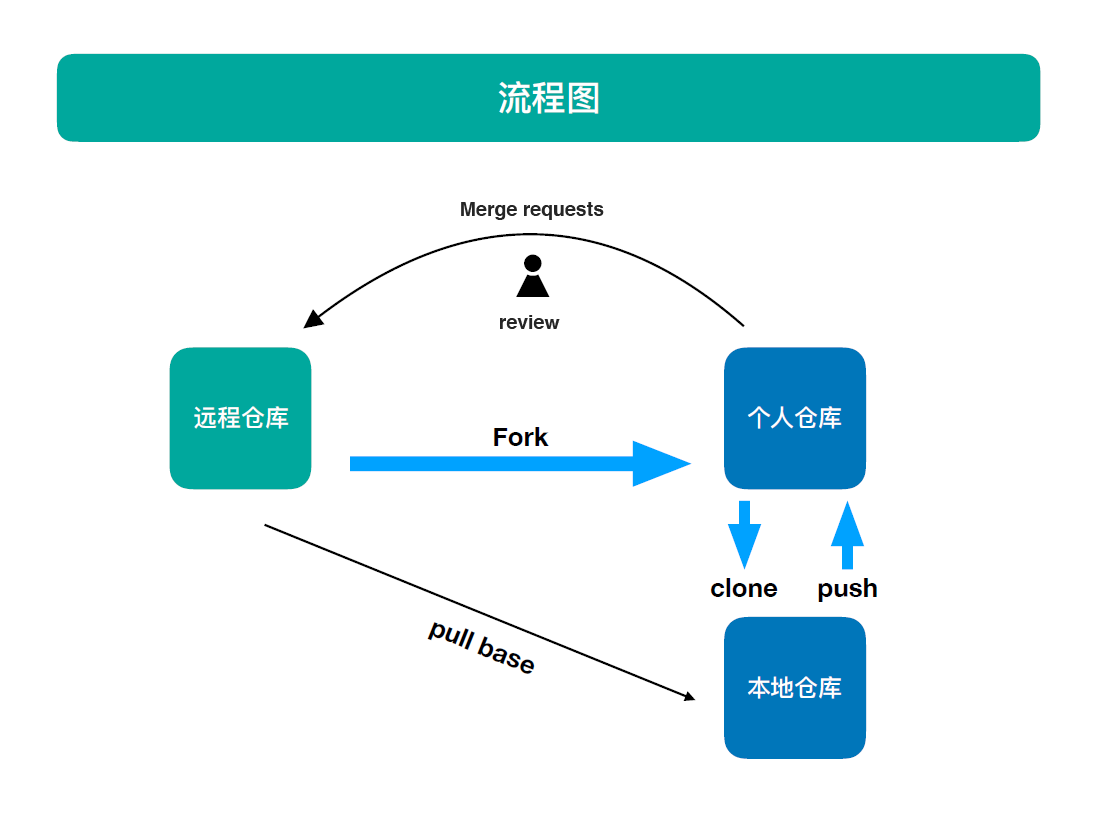 流程图
Merge requests
review
远程仓库
Fork
个人仓库
clone
push
pull base
本地仓库